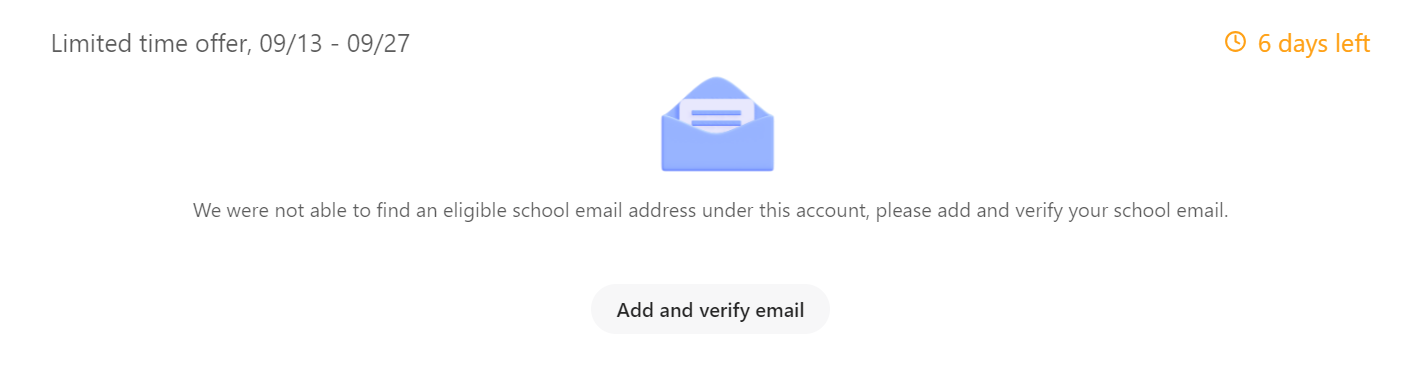 Limited time offer, 09/13 - 09/27
6 days left
We were not able to find an eligible school email address under this account, please add and verify your school email.
Add and verify email